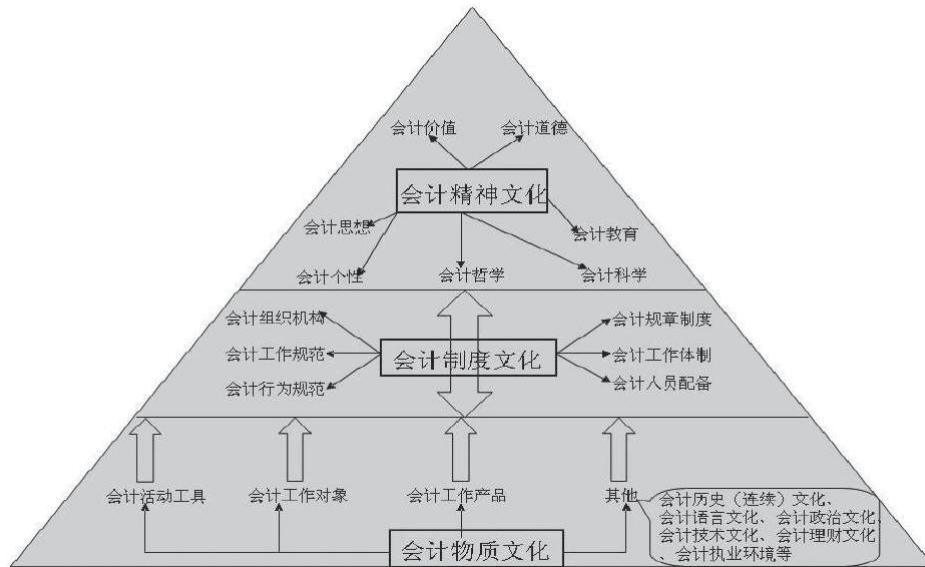 会计价值 会计道德
会计精神文化
会计思想 会计教育
会计个性 会计哲学 会计科学
会计组织机构 会计规章制度
会计工作规范 会计制度文化 会计工作体制
会计行为规范 会计人员配备
会计活动工具 会计工作对象 会计工作产品 其他
会计历史（连续）文化、
会计语言文化、会计政治文化、
会计技术文化、会计理财文化
、会计执业环境等
会计物质文化